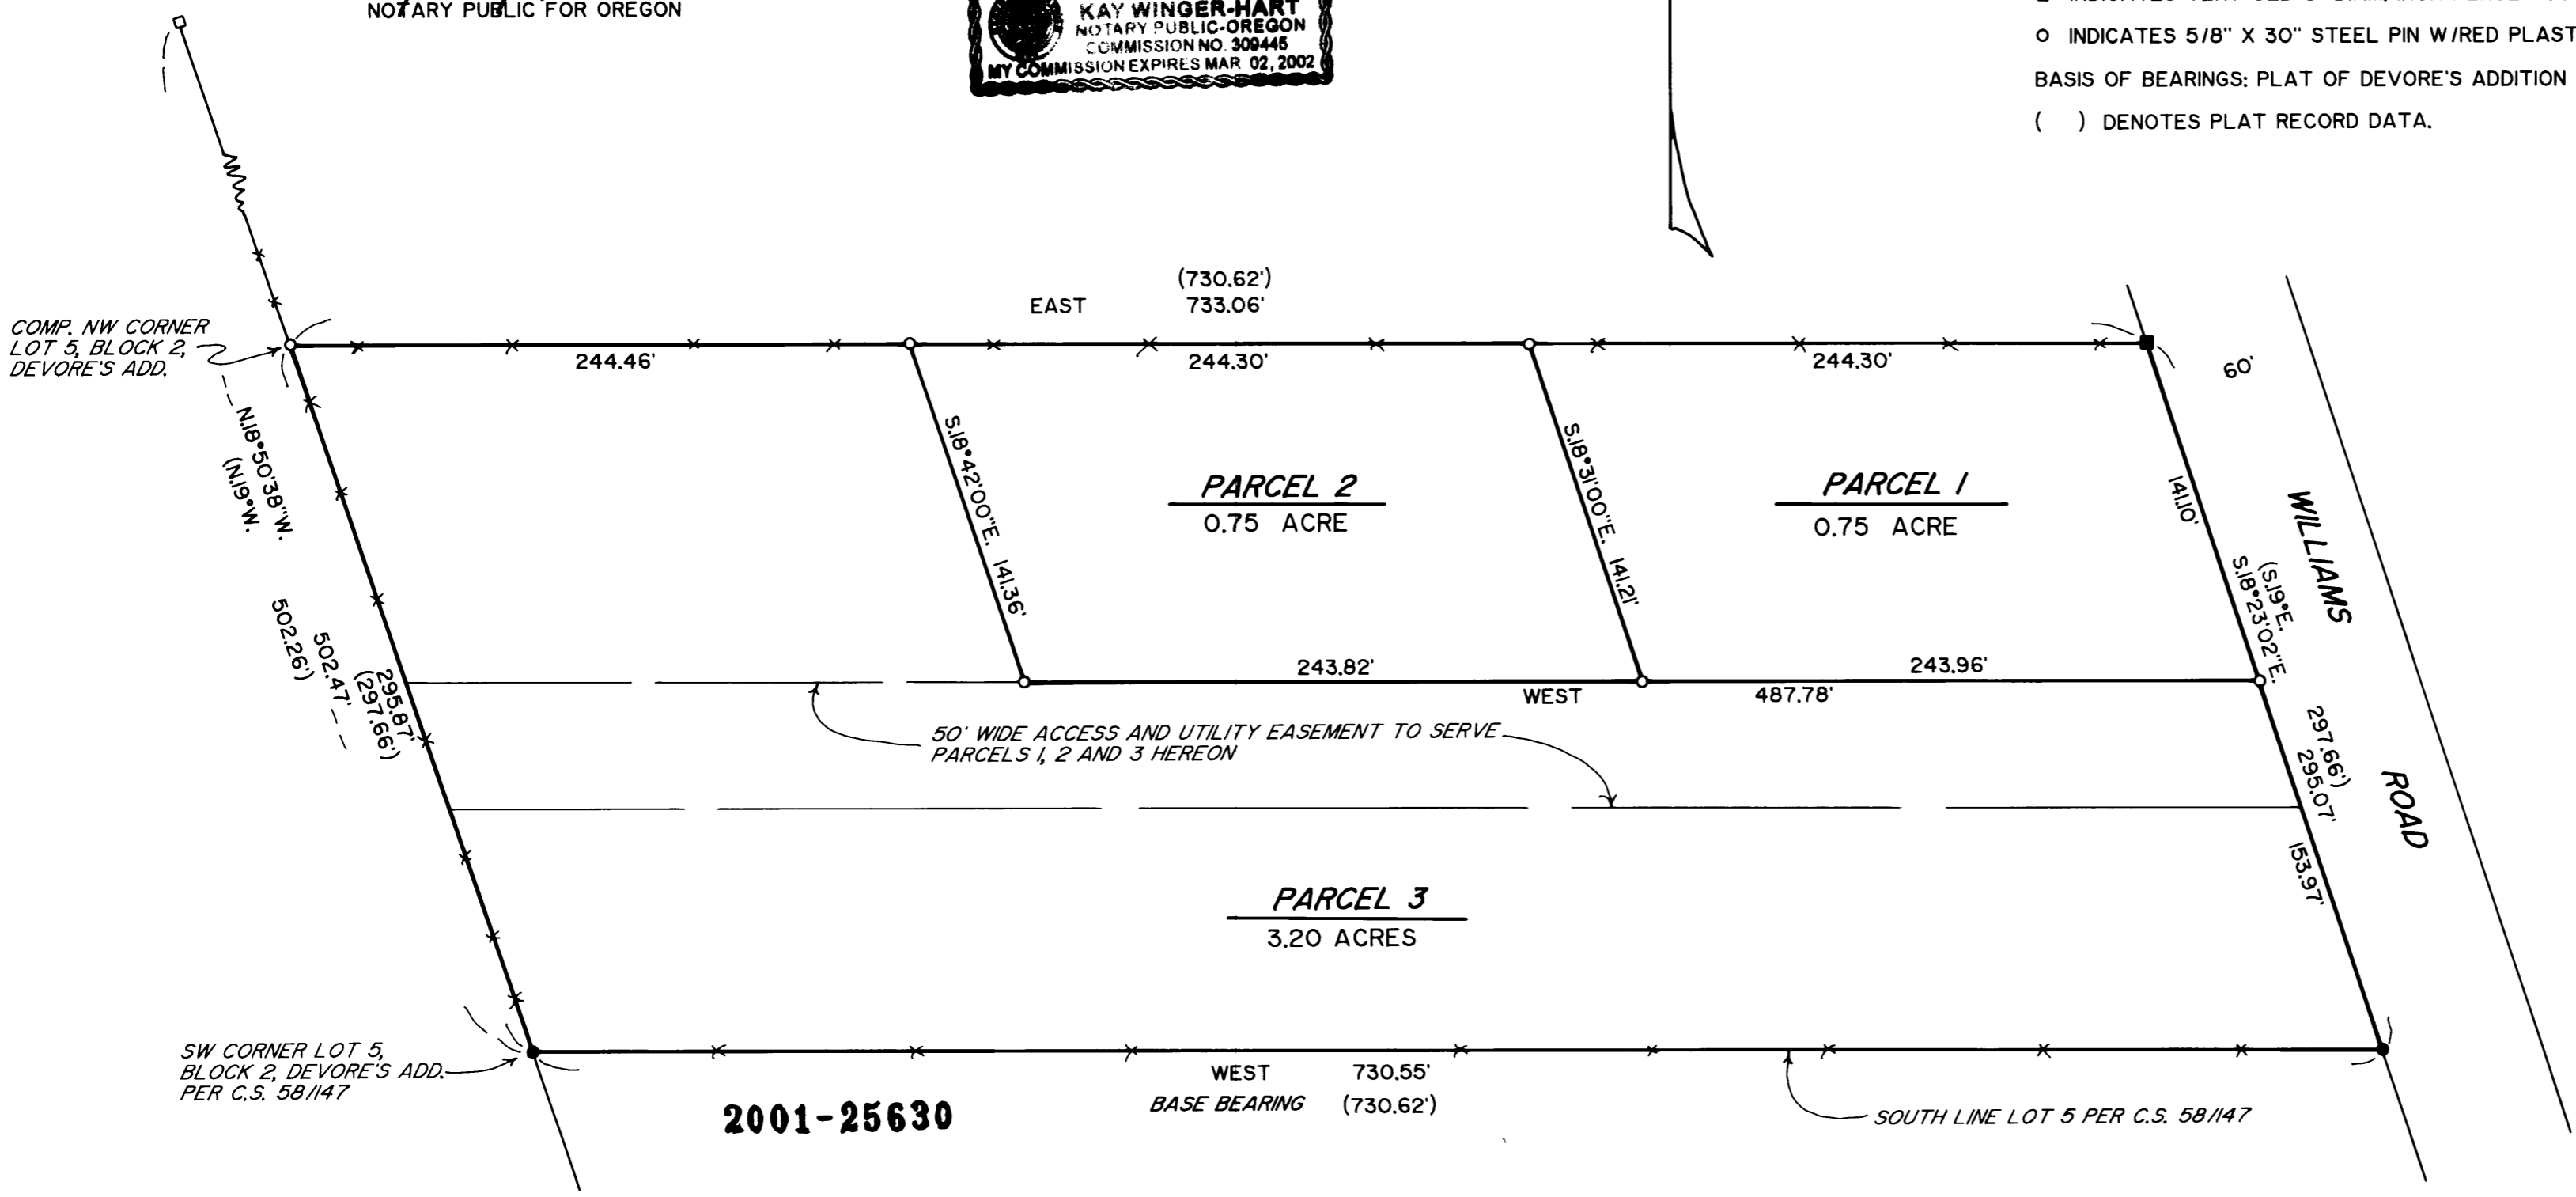 NOTARY PUBLIC FOR OREGON
KAY WINGER-HART
NOTARY PUBLIC-OREGON
COMMISSION NO. 309445
MY COMMISSION EXPIRES MAR 02, 2002
O INDICATES 5/8" X 30" STEEL PIN W/RED PLAST
BASIS OF BEARINGS: PLAT OF DEVORE'S ADDITION
( ) DENOTES PLAT RECORD DATA.
(730.62')
EAST 733.06'
COMP. NW CORNER
LOT 5, BLOCK 2,
DEVORE'S ADD.
244.46'
244.30'
244.30'
60'
N.18°50'38"W.
(N.19°W.
S.18°42'00"E. 141.36'
S.18°31'00"E. 141.21'
PARCEL 2
0.75 ACRE
PARCEL 1
0.75 ACRE
141.10'
(S.19°E.
S.18°23'02"E.
WILLIAMS
ROAD
295.87'
(297.66')
502.47'
502.26')
243.82'
243.96'
WEST 487.78'
297.66')
295.07'
50' WIDE ACCESS AND UTILITY EASEMENT TO SERVE
PARCELS 1, 2 AND 3 HEREON
153.97'
PARCEL 3
3.20 ACRES
SW CORNER LOT 5,
BLOCK 2, DEVORE'S ADD.
PER C.S. 58/147
WEST 730.55'
BASE BEARING (730.62')
2001-25630
SOUTH LINE LOT 5 PER C.S. 58/147